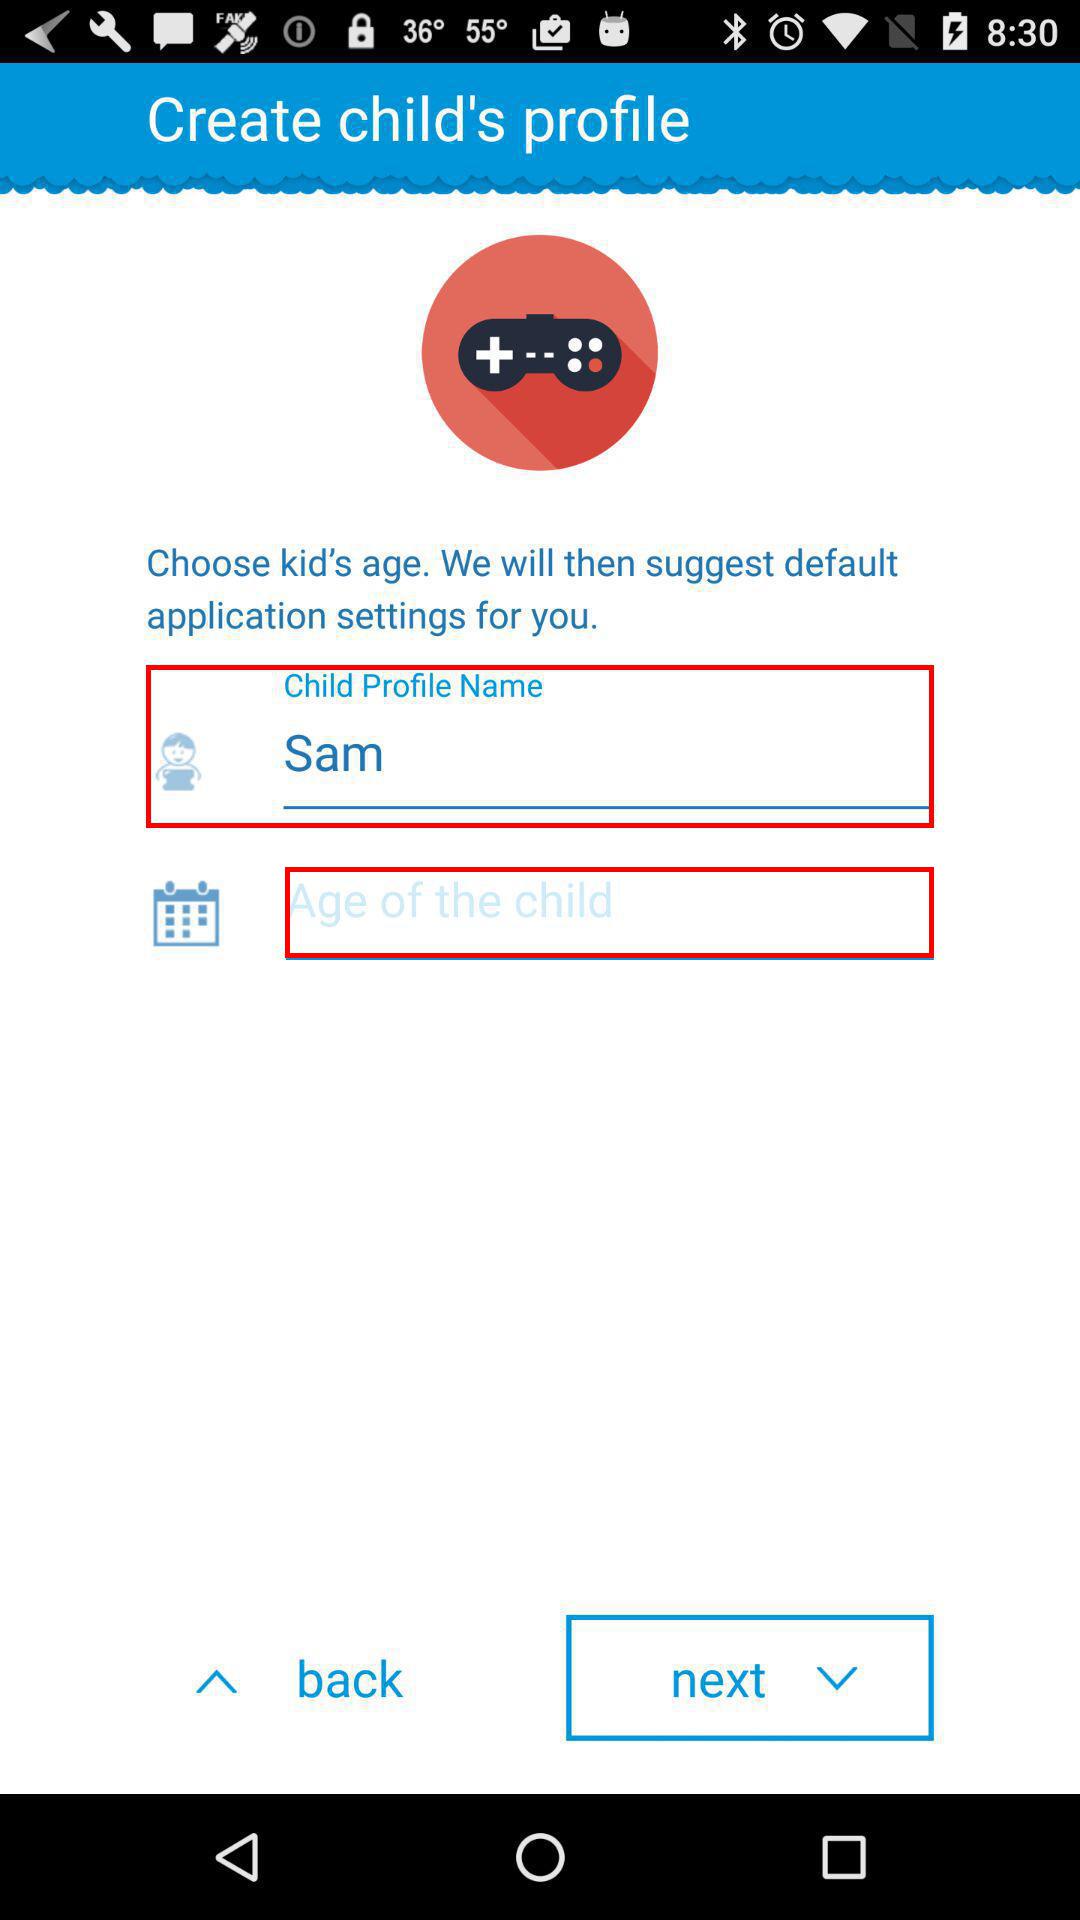 FAKE 36° 55° 8:30
Create child's profile
Choose kid’s age. We will then suggest default
application settings for you.
Child Profile Name
Sam
Age of the child
back next